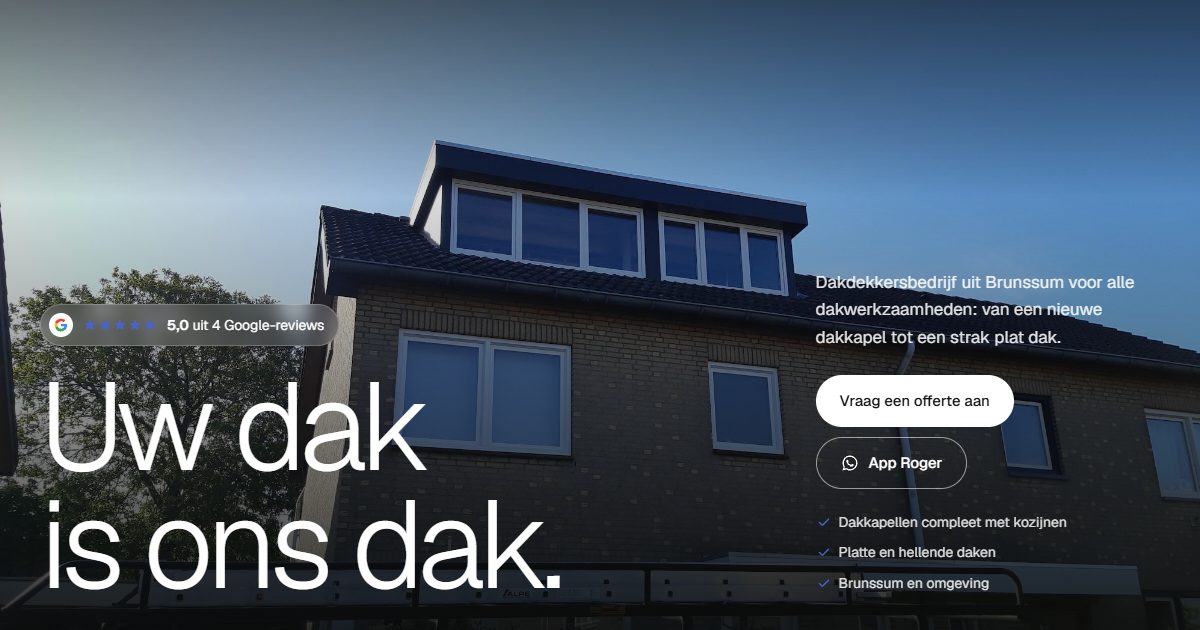 5,0 uit 4 Google-reviews
Uw dak
is ons dak.
Dakdekkersbedrijf uit Brunssum voor alle
dakwerkzaamheden: van een nieuwe
dakkapel tot een strak plat dak.
Vraag een offerte aan
App Roger
Dakkapellen compleet met kozijnen
Platte en hellende daken
Brunssum en omgeving
ALPE